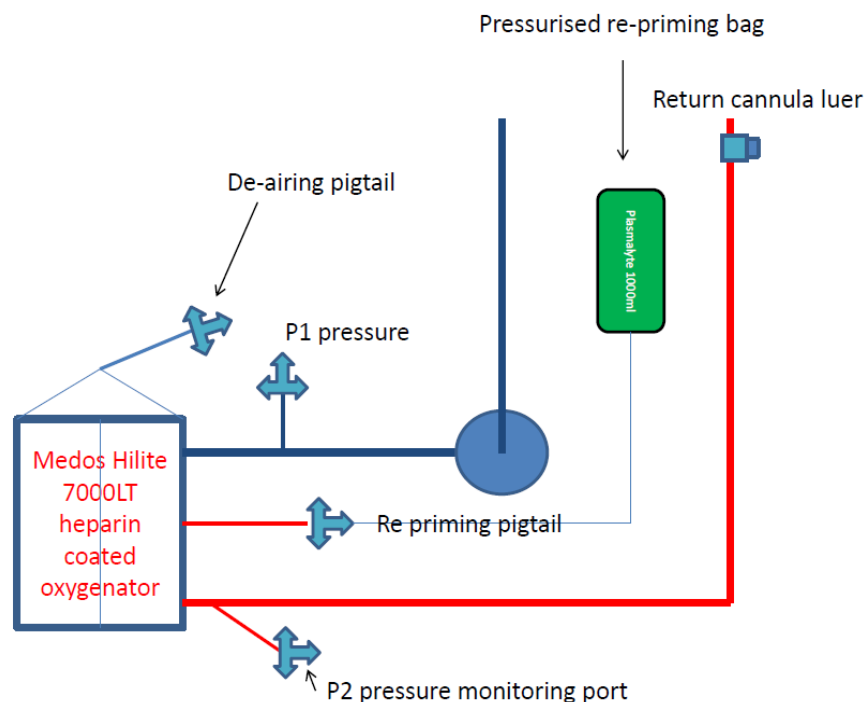 Pressurised re-priming bag
Return cannula luer
De-airing pigtail
Plasmalyte 1000ml
P1 pressure
Medos Hilite
7000LT
heparin
coated
oxygenator
Re priming pigtail
P2 pressure monitoring port